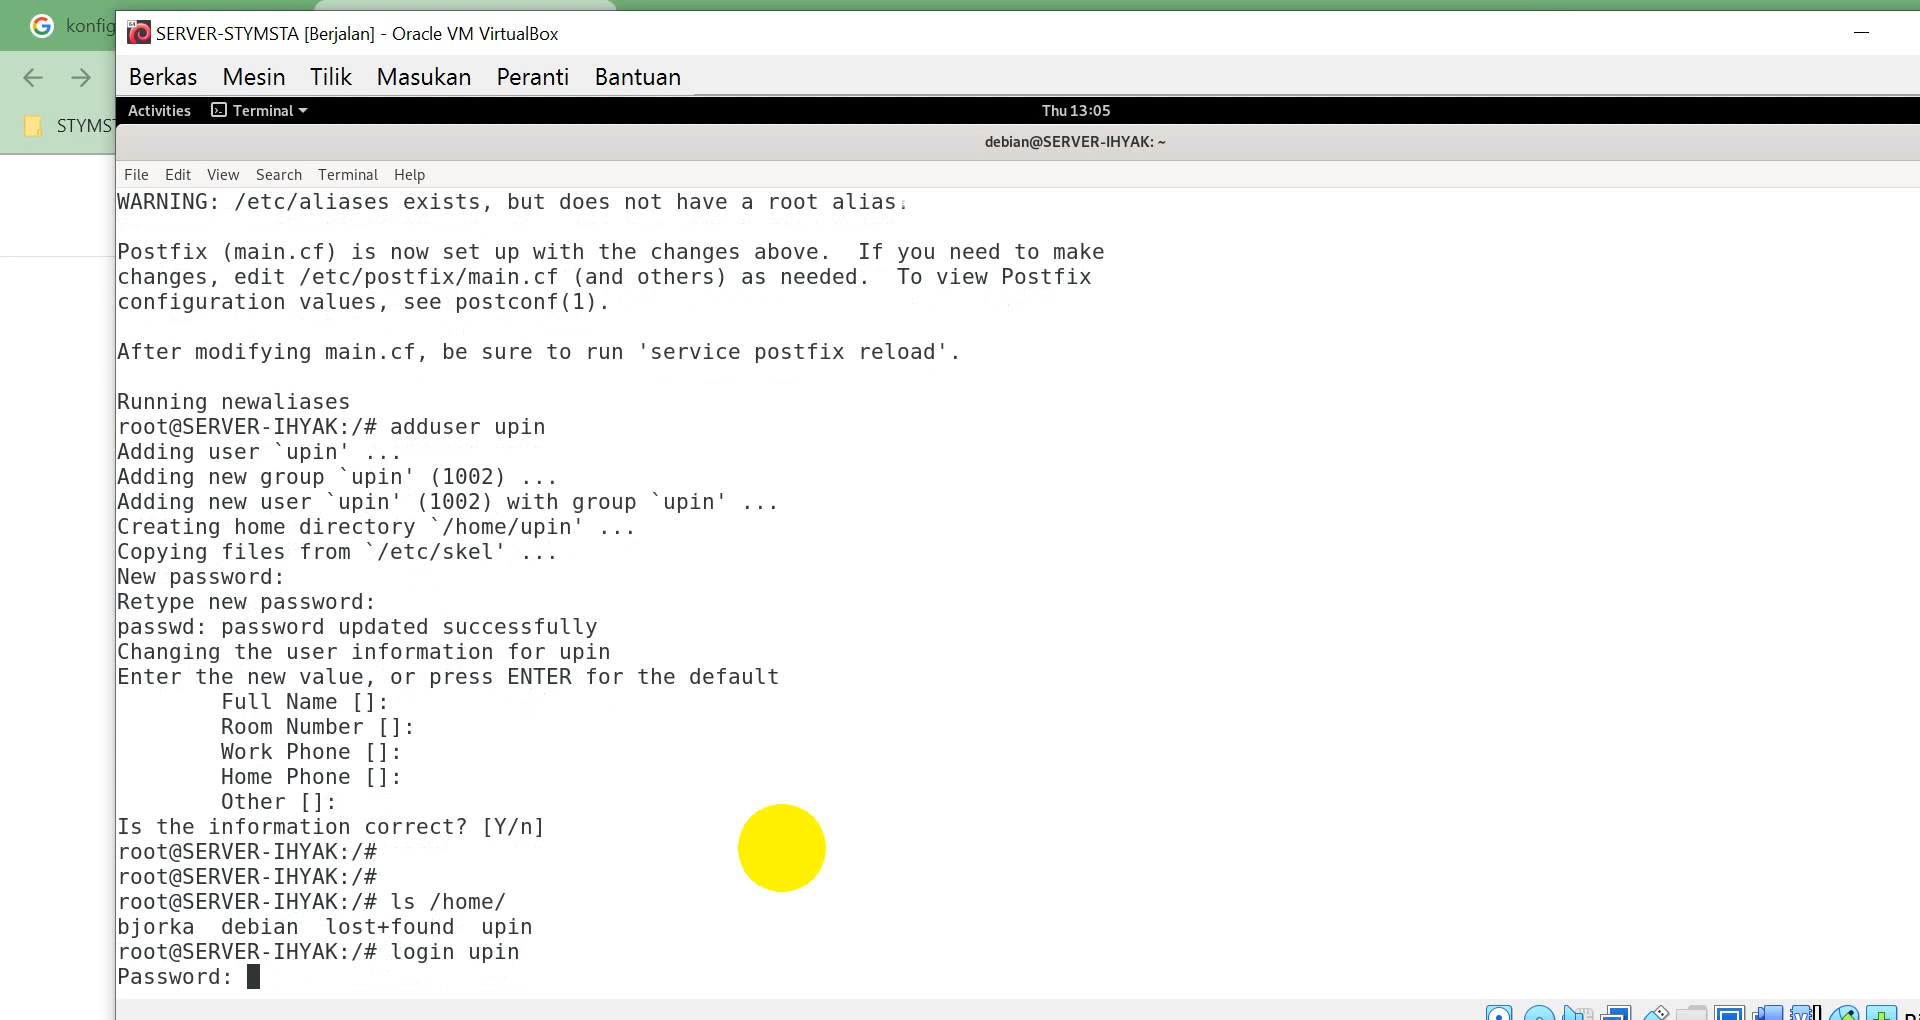 konfig
SERVER-STYMSTA [Berjalan] - Oracle VM VirtualBox
Berkas Mesin Tilik Masukan Peranti Bantuan
Activities Terminal Thu 13:05
STYMS
debian@SERVER-IHYAK: ~
File Edit View Search Terminal Help
WARNING: /etc/aliases exists, but does not have a root alias.
Postfix (main.cf) is now set up with the changes above.  If you need to make
changes, edit /etc/postfix/main.cf (and others) as needed.  To view Postfix
configuration values, see postconf(1).
After modifying main.cf, be sure to run 'service postfix reload'.
Running newaliases
root@SERVER-IHYAK:/# adduser upin
Adding user `upin' ...
Adding new group `upin' (1002) ...
Adding new user `upin' (1002) with group `upin' ...
Creating home directory `/home/upin' ...
Copying files from `/etc/skel' ...
New password:
Retype new password:
passwd: password updated successfully
Changing the user information for upin
Enter the new value, or press ENTER for the default
        Full Name []:
        Room Number []:
        Work Phone []:
        Home Phone []:
        Other []:
Is the information correct? [Y/n]
root@SERVER-IHYAK:/#
root@SERVER-IHYAK:/#
root@SERVER-IHYAK:/# ls /home/
bjorka  debian  lost+found  upin
root@SERVER-IHYAK:/# login upin
Password: